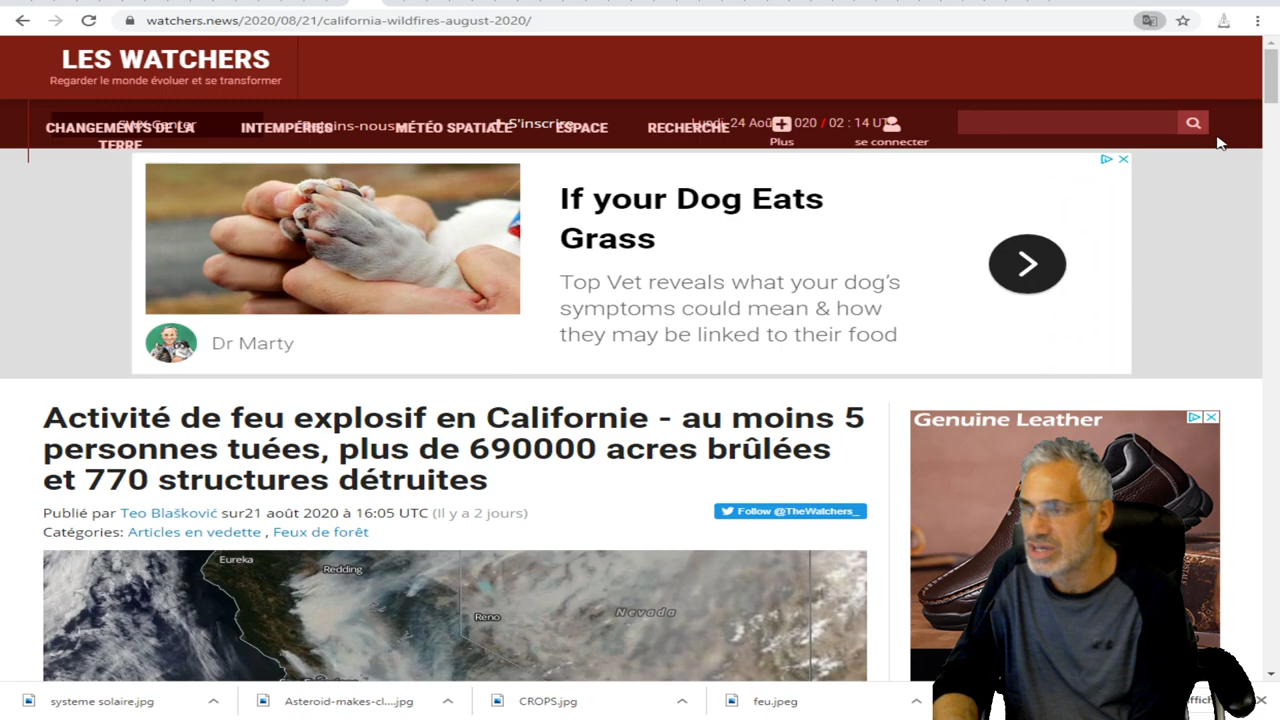 watchers.news/2020/08/21/california-wildfires-august-2020/
LES WATCHERS
Regarder le monde évoluer et se transformer
CHANGEMENTS DE LA TERRE
INTEMPÉRIES
MÉTÉO SPATIALE
S'inscrire
ESPACE
RECHERCHE
Plus
se connecter
If your Dog Eats
Grass
Top Vet reveals what your dog's
symptoms could mean & how
they may be linked to their food
Dr Marty
Activité de feu explosif en Californie - au moins 5
personnes tuées, plus de 690000 acres brûlées
et 770 structures détruites
Publié par Teo Blašković sur21 août 2020 à 16:05 UTC (Il y a 2 jours)
Follow @TheWatchers_
Catégories: Articles en vedette , Feux de forêt
Genuine Leather
Eureka
Redding
Reno
Nevada
systeme solaire.jpg
Asteroid-makes-cl....jpg
CROPS.jpg
feu.jpeg